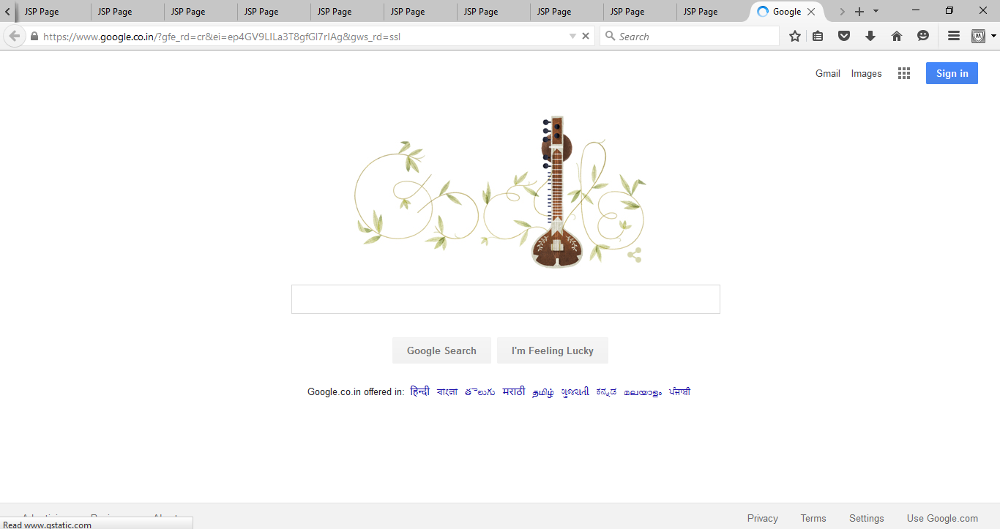 JSP Page JSP Page JSP Page JSP Page JSP Page JSP Page JSP Page JSP Page JSP Page JSP Page Google
https://www.google.co.in/?gfe_rd=cr&ei=ep4GV9LILa3T8gfGl7rIAg&gws_rd=ssl Search
Gmail Images Sign in
Google Search I'm Feeling Lucky
Google.co.in offered in: हिन्दी বাংলা తెలుగు मराठी தமிழ் ગુજરાતી ಕನ್ನಡ മലയാളം ਪੰਜਾਬੀ
Privacy Terms Settings Use Google.com
Read www.gstatic.com